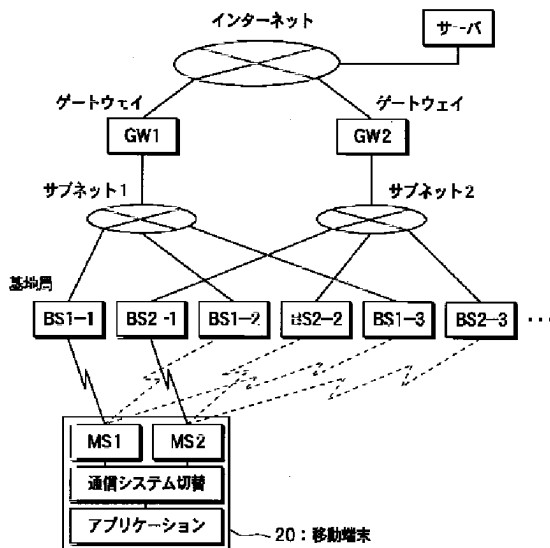 インターネット
サーバ
ゲートウェイ
ゲートウェイ
GW1
GW2
サブネット1
サブネット2
基地局
BS1-1
BS2-1
BS1-2
BS2-2
BS1-3
BS2-3
...
MS1
MS2
通信システム切替
アプリケーション
20：移動端末